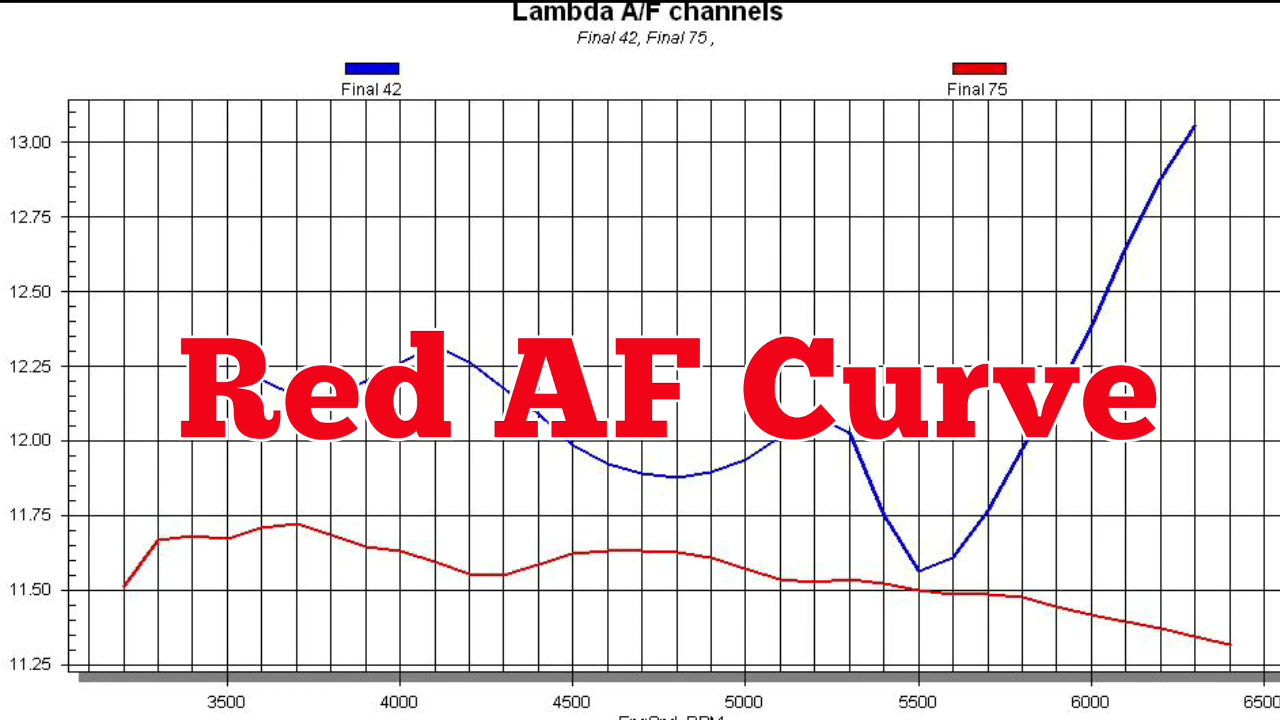 Lambda A/F channels
Final 42, Final 75 ,
Final 42
Final 75
13.00
12.75
12.50
12.25
12.00
11.75
11.50
11.25
Red AF Curve
3500 4000 4500 5000 5500 6000 6500